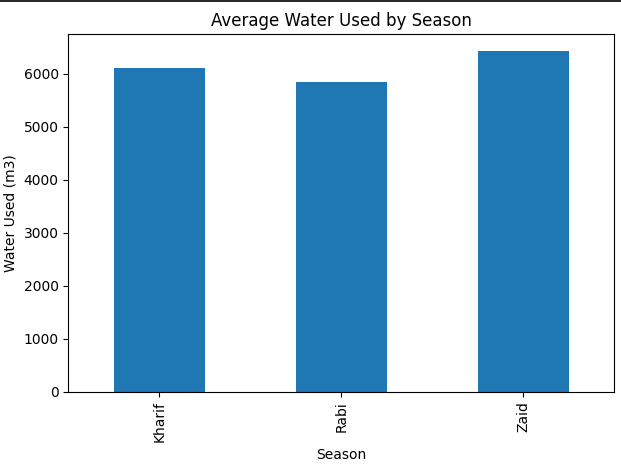 Average Water Used by Season
Water Used (m3)
6000
5000
4000
3000
2000
1000
0
Kharif
Rabi
Zaid
Season